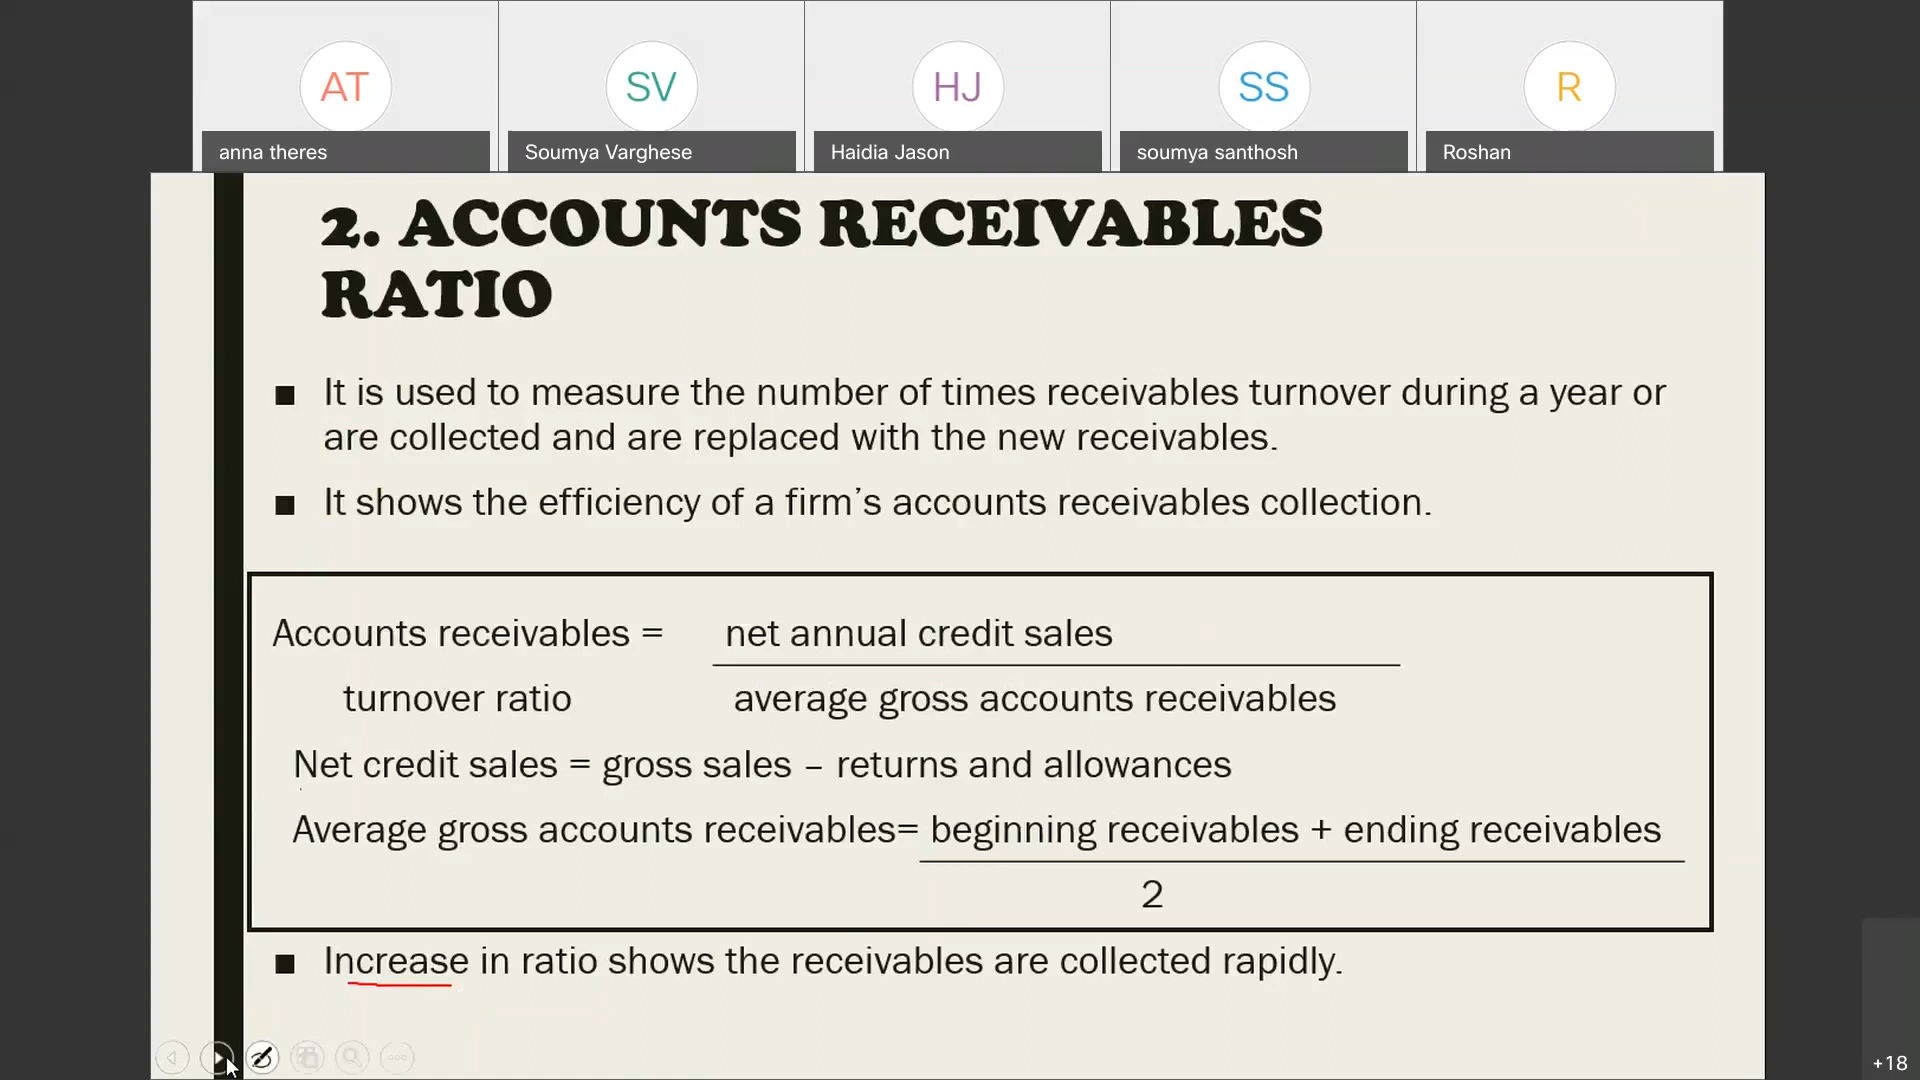 AT SV HJ SS R
anna theres Soumya Varghese Haidia Jason soumya santhosh Roshan
2. ACCOUNTS RECEIVABLES
RATIO
■ It is used to measure the number of times receivables turnover during a year or
are collected and are replaced with the new receivables.
■ It shows the efficiency of a firm’s accounts receivables collection.
Accounts receivables = net annual credit sales
turnover ratio average gross accounts receivables
Net credit sales = gross sales – returns and allowances
Average gross accounts receivables= beginning receivables + ending receivables
2
■ Increase in ratio shows the receivables are collected rapidly.
+18